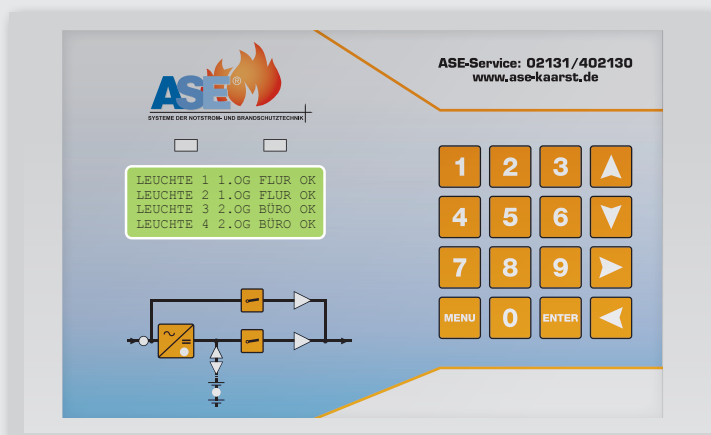 ASE®
SYSTEME DER NOTSTROM- UND BRANDSCHUTZTECHNIK
ASE-Service: 02131/402130
www.ase-kaarst.de
LEUCHTE 1 1.OG FLUR OK
LEUCHTE 2 1.OG FLUR OK
LEUCHTE 3 2.OG BÜRO OK
LEUCHTE 4 2.OG BÜRO OK
1 2 3
4 5 6
7 8 9
MENU 0 ENTER